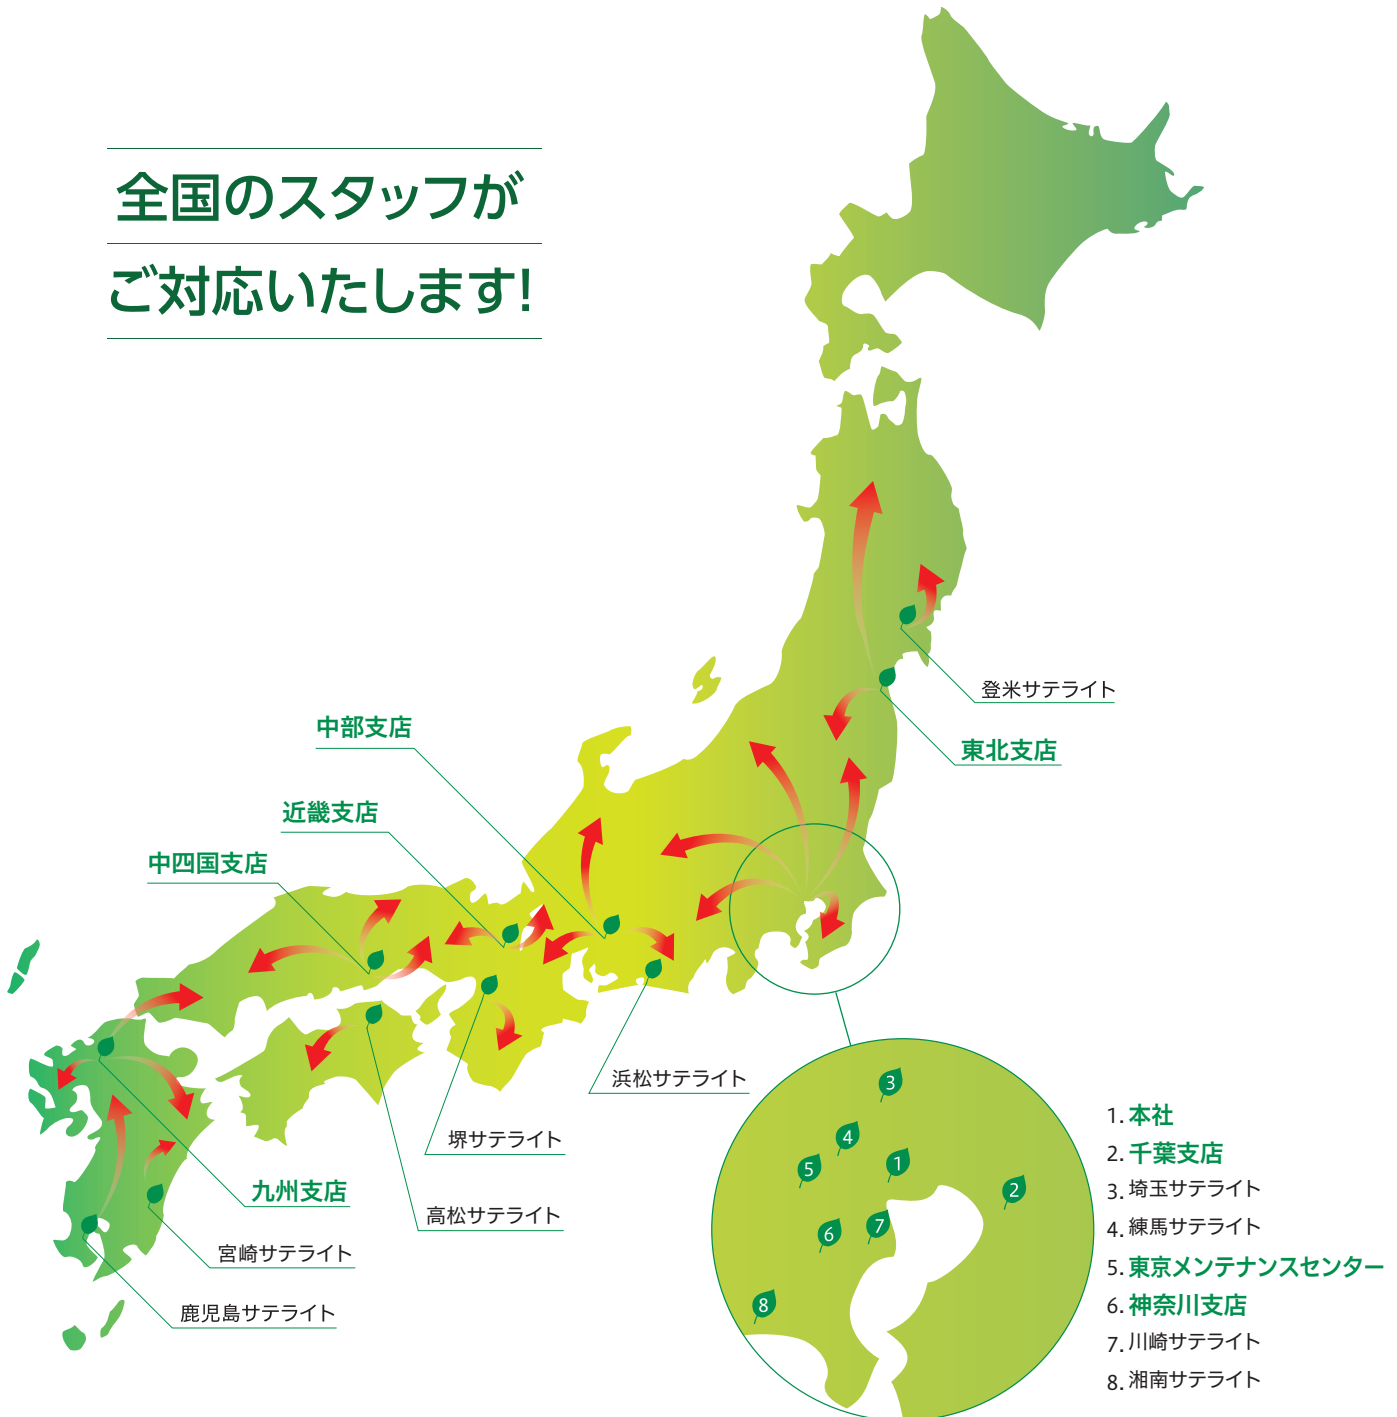 全国のスタッフが
ご対応いたします!
登米サテライト
東北支店
中部支店
近畿支店
中四国支店
浜松サテライト
堺サテライト
九州支店
高松サテライト
宮崎サテライト
鹿児島サテライト
3
4
1
5
2
7
6
8
1. 本社
2. 千葉支店
3. 埼玉サテライト
4. 練馬サテライト
5. 東京メンテナンスセンター
6. 神奈川支店
7. 川崎サテライト
8. 湘南サテライト